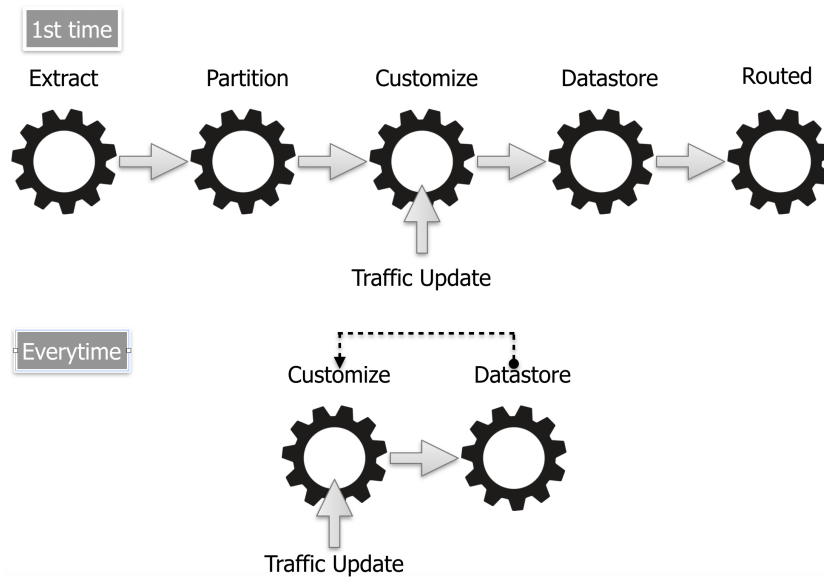 1st time
Extract Partition Customize Datastore Routed
Traffic Update
Everytime
Customize Datastore
Traffic Update